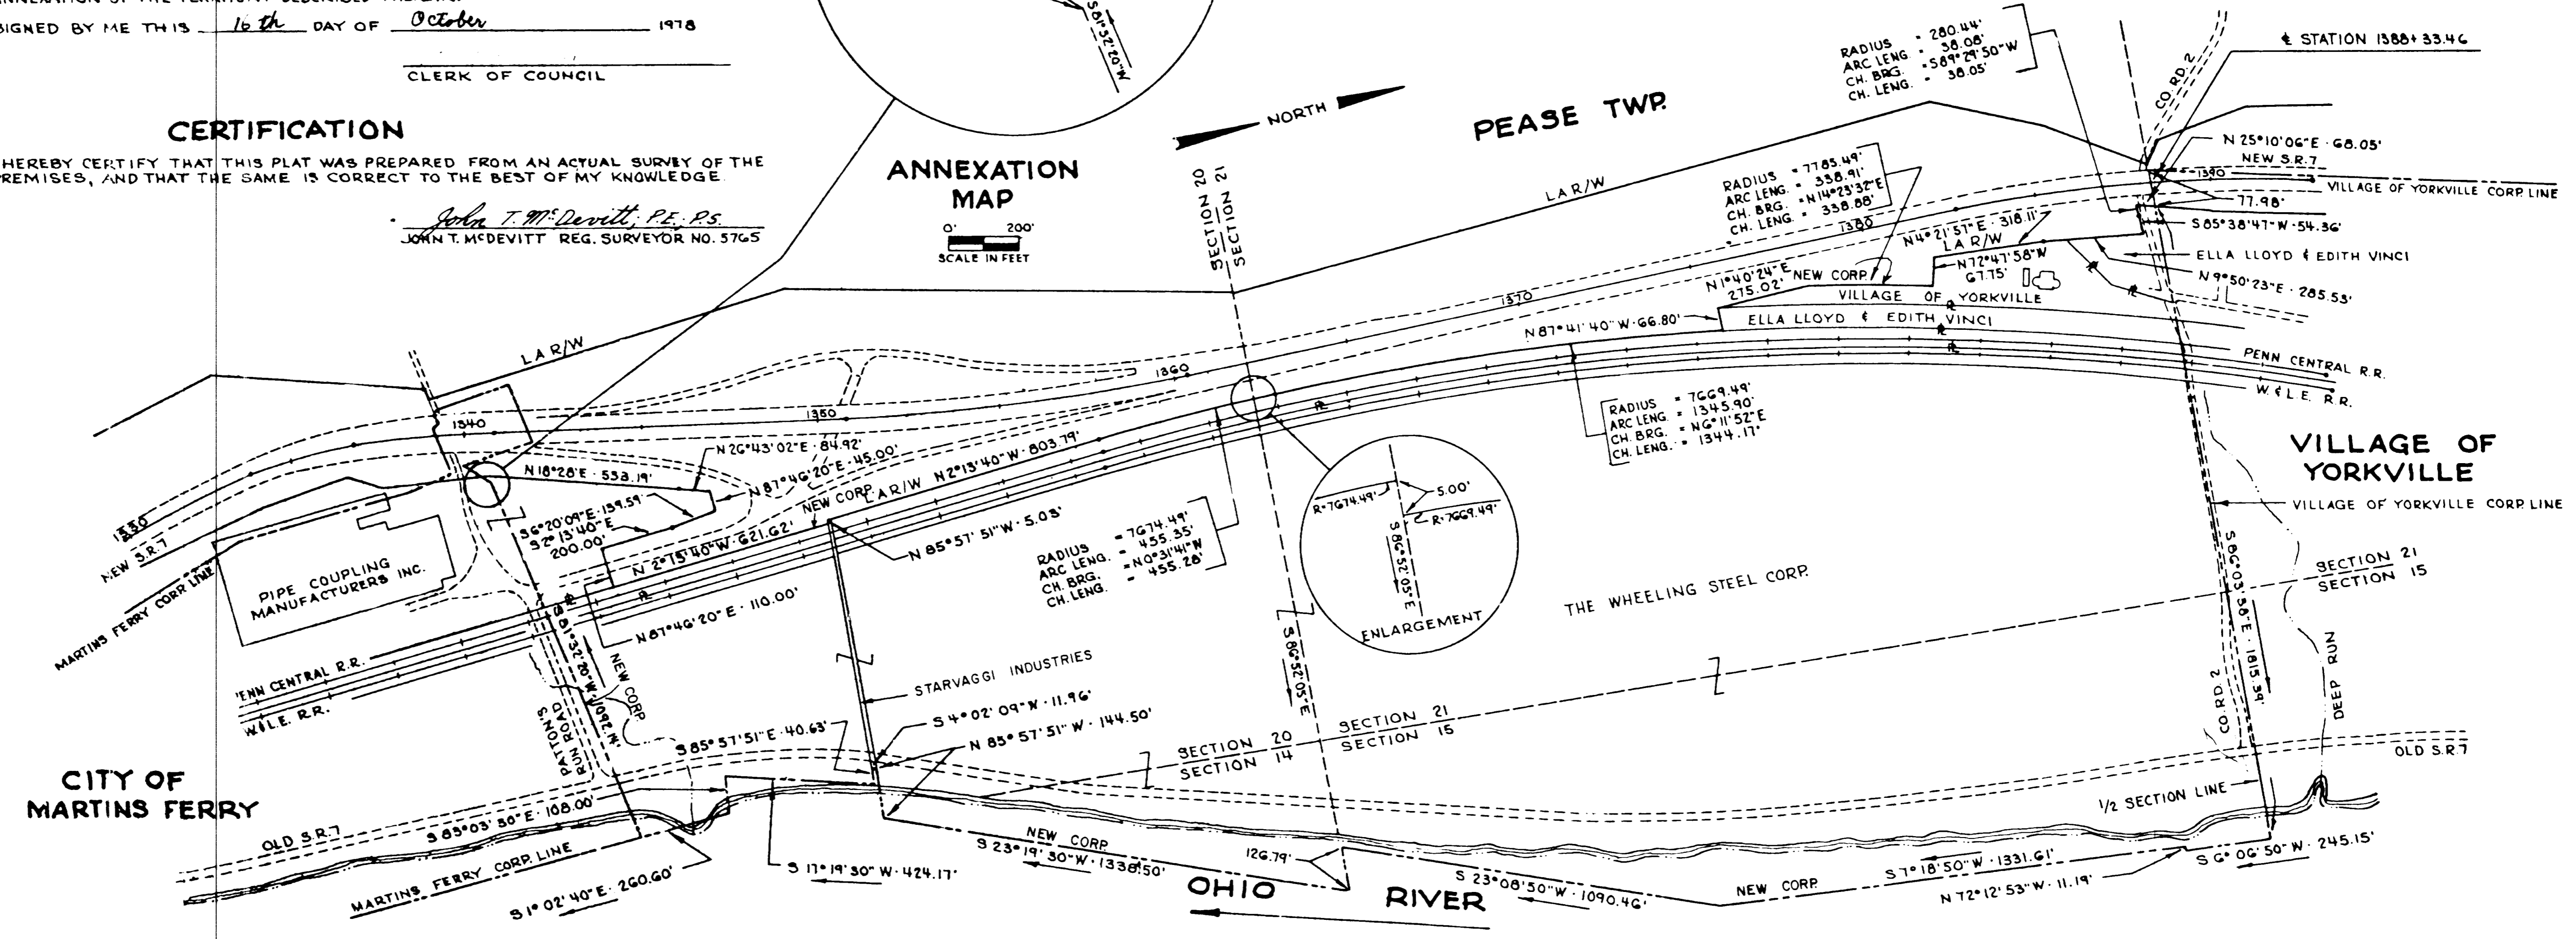 SIGNED BY ME THIS 16th DAY OF October 1978
CLERK OF COUNCIL
CERTIFICATION
HEREBY CERTIFY THAT THIS PLAT WAS PREPARED FROM AN ACTUAL SURVEY OF THE
REMISES, AND THAT THE SAME IS CORRECT TO THE BEST OF MY KNOWLEDGE.
John T. McDevitt, P.E., P.S.
JOHN T. McDEVITT REG. SURVEYOR NO. 5765
S 81°32'20"W
ANNEXATION
MAP
0' 200'
SCALE IN FEET
NORTH
PEASE TWP.
SECTION 20
SECTION 21
L A R/W
RADIUS = 280.44'
ARC LENG = 38.08'
CH. BRG. = S89°29'50"W
CH. LENG. = 38.05'
CO. RD. 2
℄ STATION 1388+33.46
N 25°10'06"E · 68.05'
NEW S.R.7
1390
VILLAGE OF YORKVILLE CORP. LINE
77.98'
S 85°38'47"W · 54.36'
ELLA LLOYD & EDITH VINCI
N 9°50'23"E · 285.53'
RADIUS = 7785.49'
ARC LENG. = 338.91'
CH. BRG. = N14°23'32"E
CH. LENG. = 338.88'
1380
N4°21'57"E · 318.11'
L A R/W
N72°47'58"W
67.75'
N1°40'24"E
275.02'
NEW CORP.
VILLAGE OF YORKVILLE
ELLA LLOYD & EDITH VINCI
N87°41'40"W · 66.80'
1370
PENN CENTRAL R.R.
W. & L.E. R.R.
RADIUS = 7669.49'
ARC LENG. = 1345.90'
CH. BRG. = N6°11'52"E
CH. LENG. = 1344.17'
VILLAGE OF
YORKVILLE
VILLAGE OF YORKVILLE CORP. LINE
L A R/W
1360
1350
1340
1330
NEW S.R.7
MARTINS FERRY CORP. LINE
N 26°43'02"E · 84.92'
N 18°28'E · 553.19'
N 87°46'20"E · 45.00'
S6°20'09"E · 139.59'
S2°13'40"E
200.00'
NEW CORP.
L A R/W N2°13'40"W · 803.79'
N 2°13'40"W · 621.62'
N 85°57'51"W · 5.03'
PIPE COUPLING
MANUFACTURERS INC.
N87°46'20"E · 110.00'
RADIUS = 7674.49'
ARC LENG. = 455.35'
CH. BRG. = N0°31'41"W
CH. LENG. = 455.28'
R=7674.49'
5.00'
R=7669.49'
S 86°52'05"E
ENLARGEMENT
THE WHEELING STEEL CORP.
SECTION 21
SECTION 15
S 86°03'58"E · 1815.39'
S 86°52'05"E
'ENN CENTRAL R.R.
W. & L.E. R.R.
S 81°32'20"W · 1092.14'
NEW CORP.
PATTON'S
RUN ROAD
STARVAGGI INDUSTRIES
S 4°02'09"W · 11.96'
S 85°57'51"E · 40.63'
N 85°57'51"W · 144.50'
SECTION 20
SECTION 14
SECTION 21
SECTION 15
CO. RD. 2
DEEP RUN
OLD S.R.7
1/2 SECTION LINE
CITY OF
MARTINS FERRY
OLD S.R.7
S 83°03'50"E · 108.00'
MARTINS FERRY CORP. LINE
S 1°02'40"E · 260.60'
S 17°19'30"W · 424.17'
NEW CORP.
S 23°19'30"W · 1338.50'
126.79'
OHIO RIVER
S 23°08'50"W · 1090.46'
NEW CORP.
S 7°18'50"W · 1331.61'
N 72°12'53"W · 11.19'
S 6°06'50"W · 245.15'